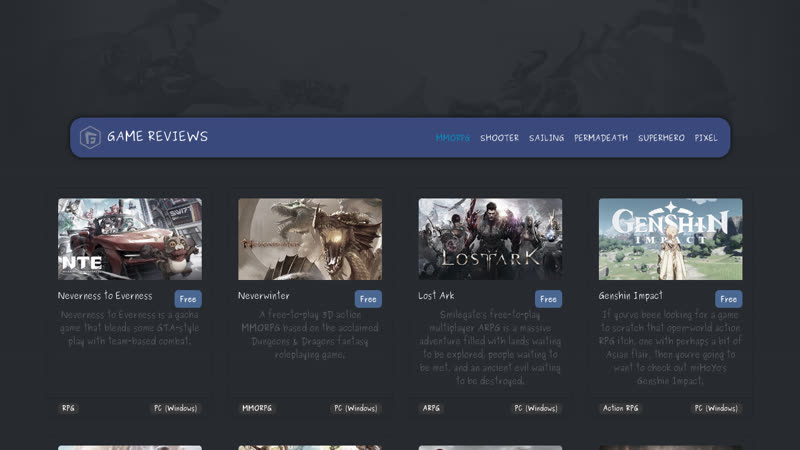 GAME REVIEWS
MMORPG SHOOTER SAILING PERMADEATH SUPERHERO PIXEL
NTE
Neverness to Everness
Free
Neverness to Everness is a gacha
game that blends some GTA-style
play with team-based combat.
RPG
PC (Windows)
Neverwinter
Free
A free-to-play 3D action
MMORPG based on the acclaimed
Dungeons & Dragons fantasy
roleplaying game.
MMORPG
PC (Windows)
LOST ARK
Lost Ark
Free
Smilegate's free-to-play
multiplayer ARPG is a massive
adventure filled with lands waiting
to be explored, people waiting to
be met, and an ancient evil waiting
to be destroyed.
ARPG
PC (Windows)
GENSHIN
IMPACT
Genshin Impact
Free
If you've been looking for a game
to scratch that open-world action
RPG itch, one with perhaps a bit of
Asian flair, then you're going to
want to check out miHoYo's
Genshin Impact.
Action RPG
PC (Windows)